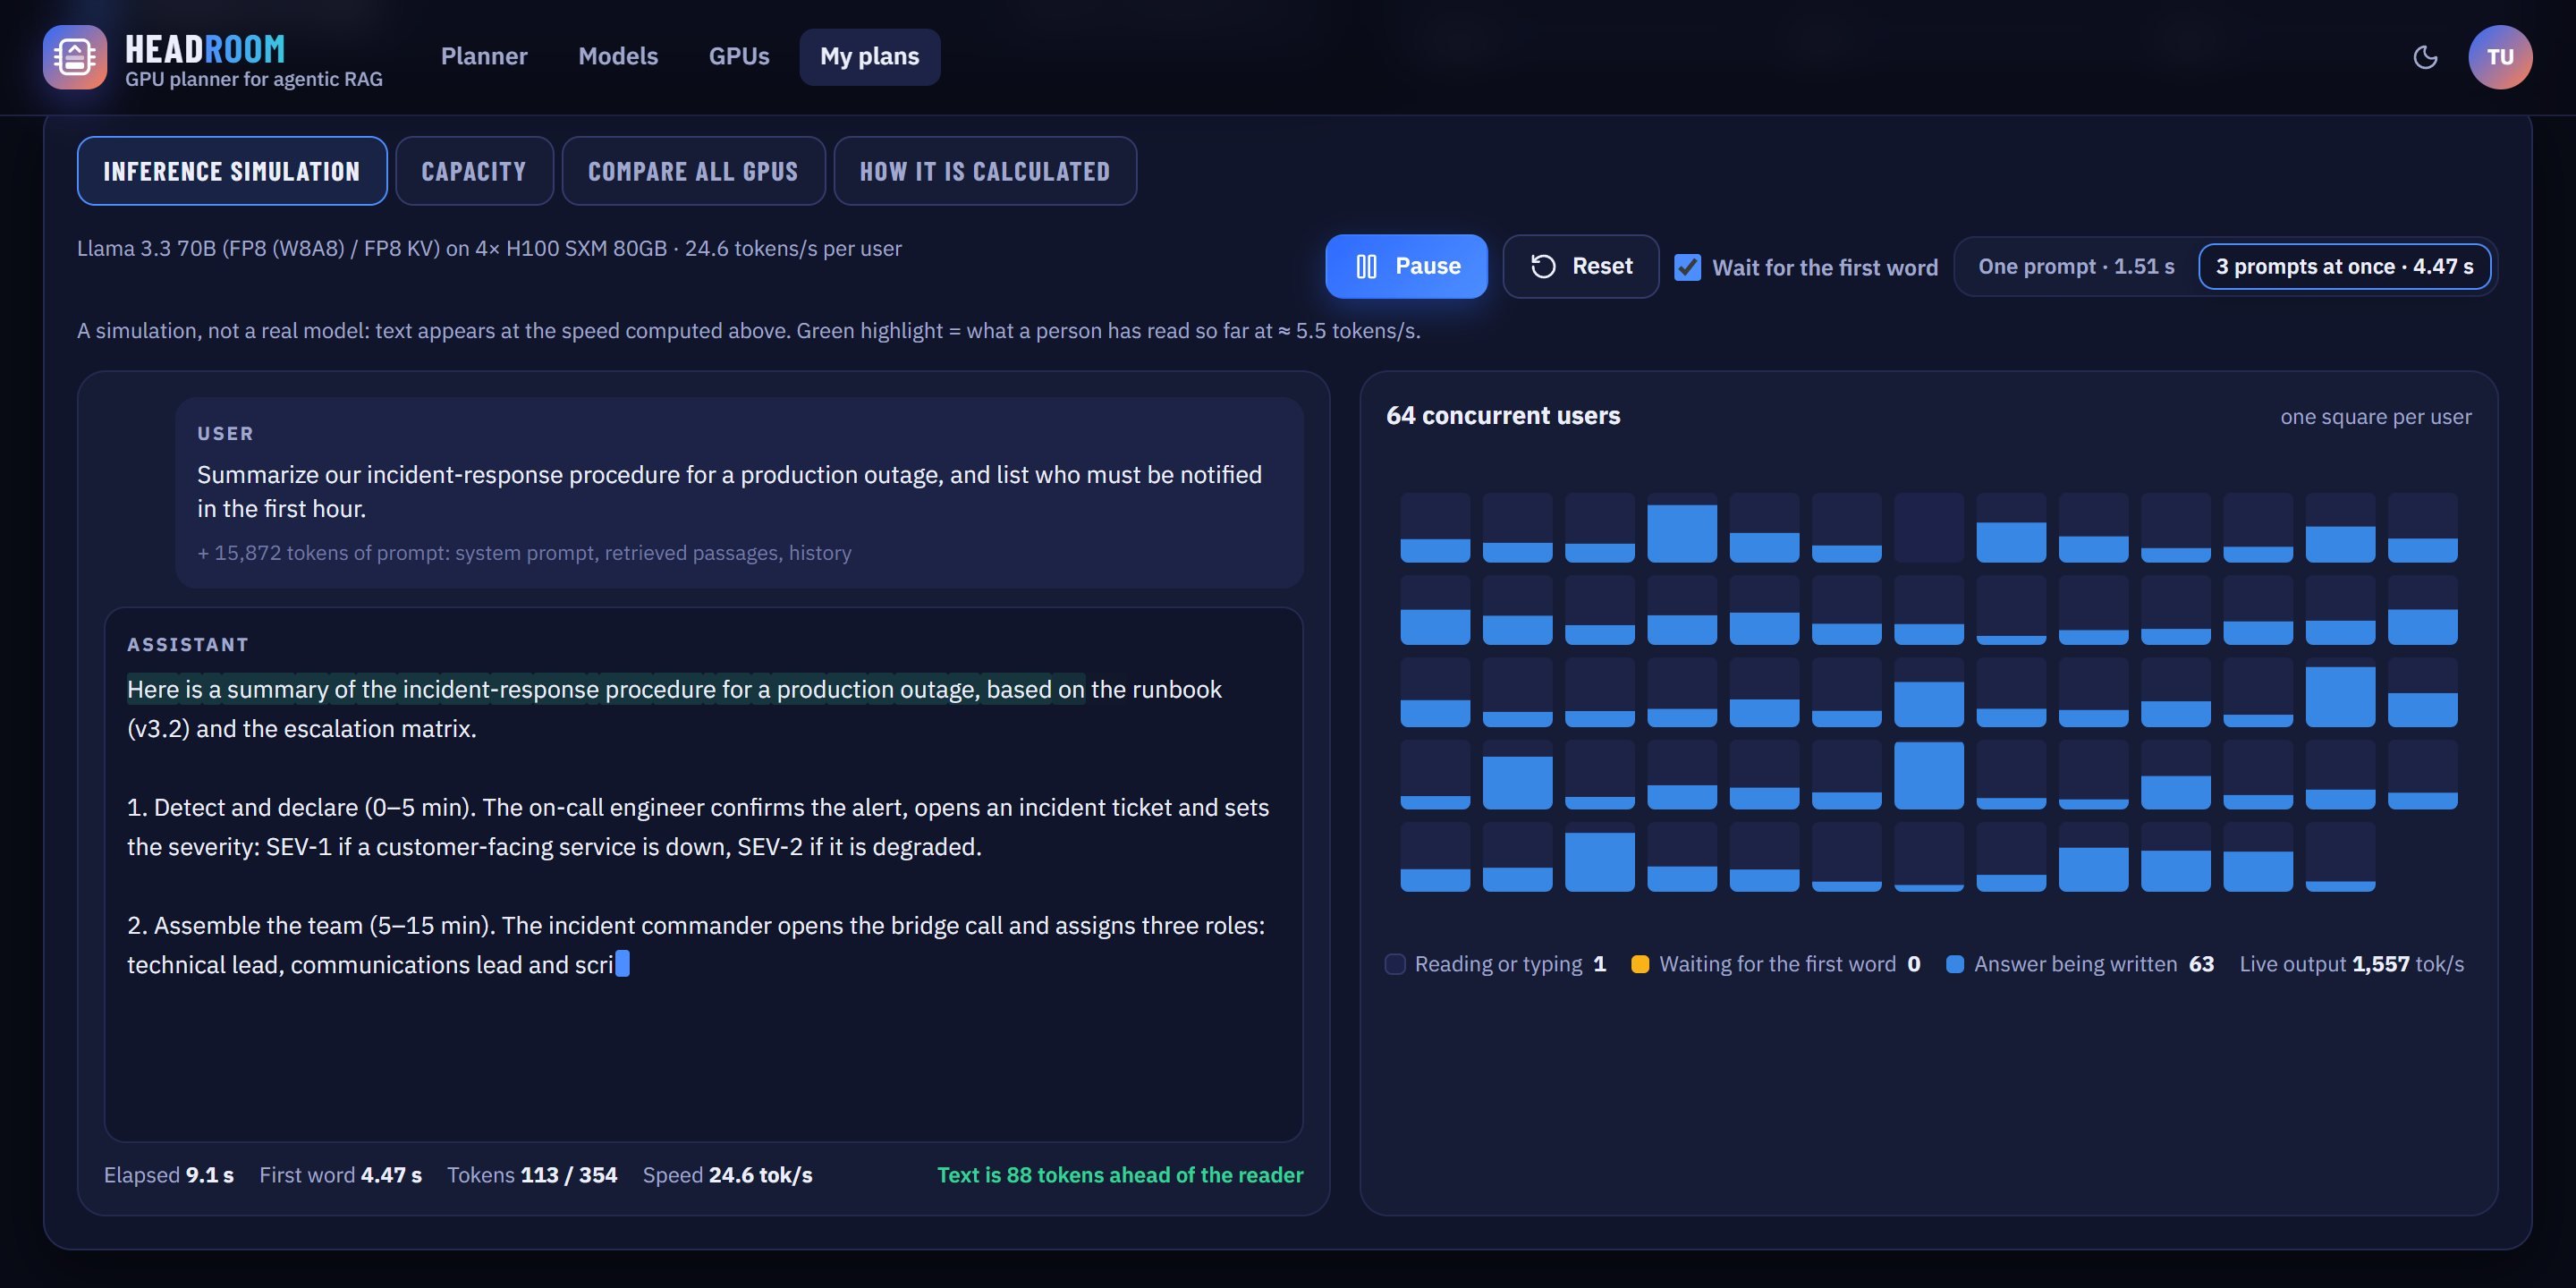 HEADROOM
GPU planner for agentic RAG
Planner
Models
GPUs
My plans
TU
INFERENCE SIMULATION
CAPACITY
COMPARE ALL GPUS
HOW IT IS CALCULATED
Llama 3.3 70B (FP8 (W8A8) / FP8 KV) on 4× H100 SXM 80GB · 24.6 tokens/s per user
Pause
Reset
Wait for the first word
One prompt · 1.51 s
3 prompts at once · 4.47 s
A simulation, not a real model: text appears at the speed computed above. Green highlight = what a person has read so far at ≈ 5.5 tokens/s.
USER
Summarize our incident-response procedure for a production outage, and list who must be notified
in the first hour.
+ 15,872 tokens of prompt: system prompt, retrieved passages, history
ASSISTANT
Here is a summary of the incident-response procedure for a production outage, based on the runbook
(v3.2) and the escalation matrix.
1. Detect and declare (0–5 min). The on-call engineer confirms the alert, opens an incident ticket and sets
the severity: SEV-1 if a customer-facing service is down, SEV-2 if it is degraded.
2. Assemble the team (5–15 min). The incident commander opens the bridge call and assigns three roles:
technical lead, communications lead and scri
Elapsed 9.1 s First word 4.47 s Tokens 113 / 354 Speed 24.6 tok/s
Text is 88 tokens ahead of the reader
64 concurrent users
one square per user
Reading or typing 1 Waiting for the first word 0 Answer being written 63 Live output 1,557 tok/s